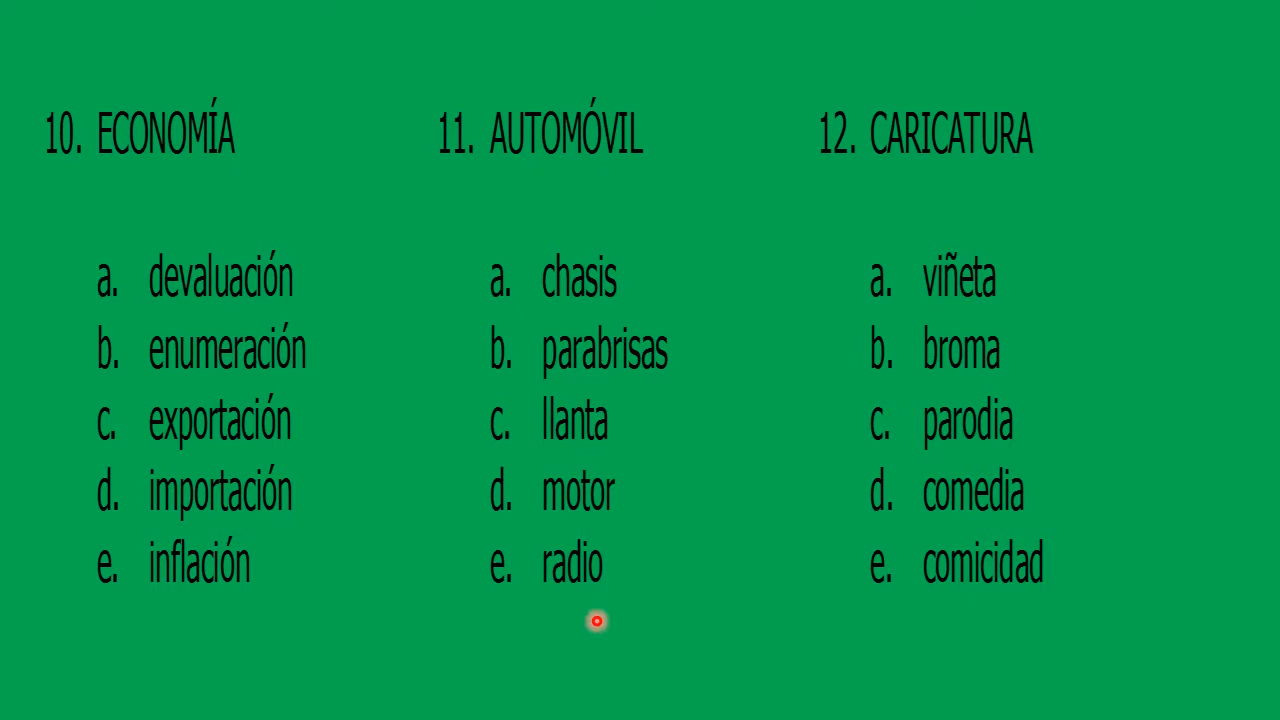 10. ECONOMÍA
a. devaluación
b. enumeración
c. exportación
d. importación
e. inflación
11. AUTOMÓVIL
a. chasis
b. parabrisas
c. llanta
d. motor
e. radio
12. CARICATURA
a. viñeta
b. broma
c. parodia
d. comedia
e. comicidad